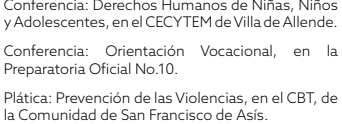 Conferencia: Derechos Humanos de Niñas, Niños
y Adolescentes, en el CECYTEM de Villa de Allende.
Conferencia: Orientación Vocacional, en la
Preparatoria Oficial No.10.
Plática: Prevención de las Violencias, en el CBT, de
la Comunidad de San Francisco de Asís.